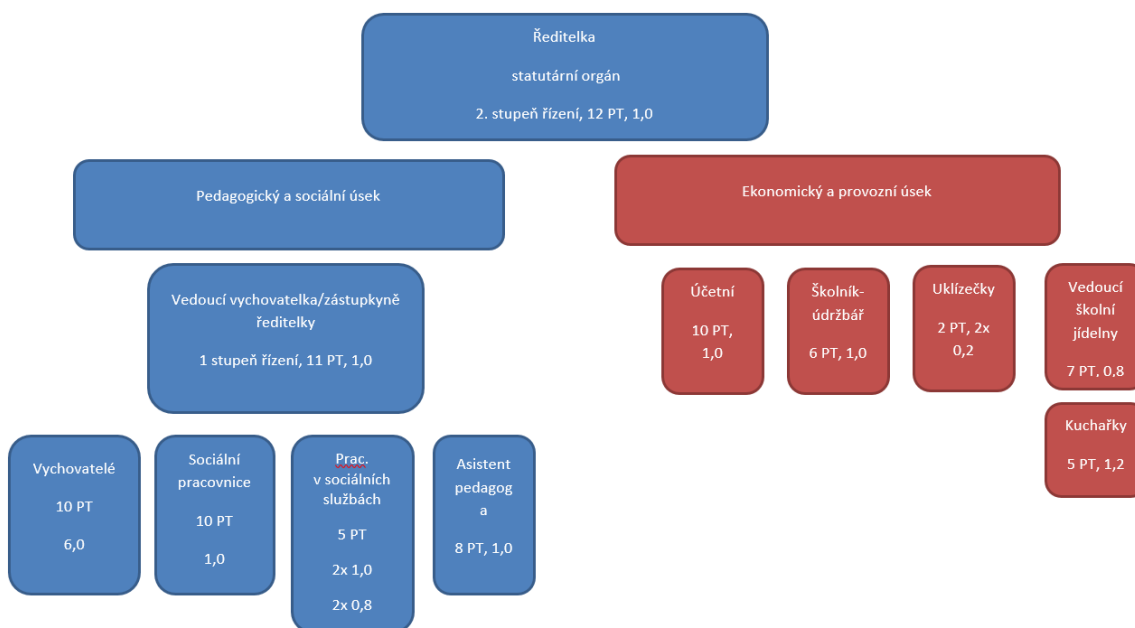 Ředitelka
statutární orgán
2. stupeň řízení, 12 PT, 1,0
Pedagogický a sociální úsek
Ekonomický a provozní úsek
Vedoucí vychovatelka/zástupkyně
ředitelky
1 stupeň řízení, 11 PT, 1,0
Účetní
10 PT,
1,0
Školník-
údržbář
6 PT, 1,0
Uklízečky
2 PT, 2x
0,2
Vedoucí
školní
jídelny
7 PT, 0,8
Kuchařky
5 PT, 1,2
Vychovatelé
10 PT
6,0
Sociální
pracovnice
10 PT
1,0
Prac.
v sociálních
službách
5 PT
2x 1,0
2x 0,8
Asistent
pedagog
a
8 PT, 1,0